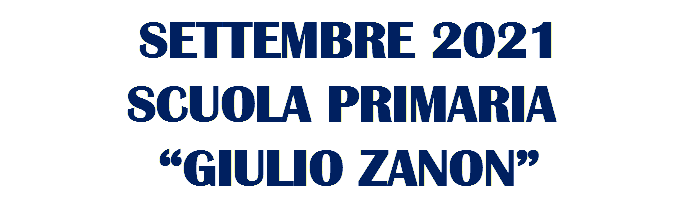 SETTEMBRE 2021
SCUOLA PRIMARIA
“GIULIO ZANON”